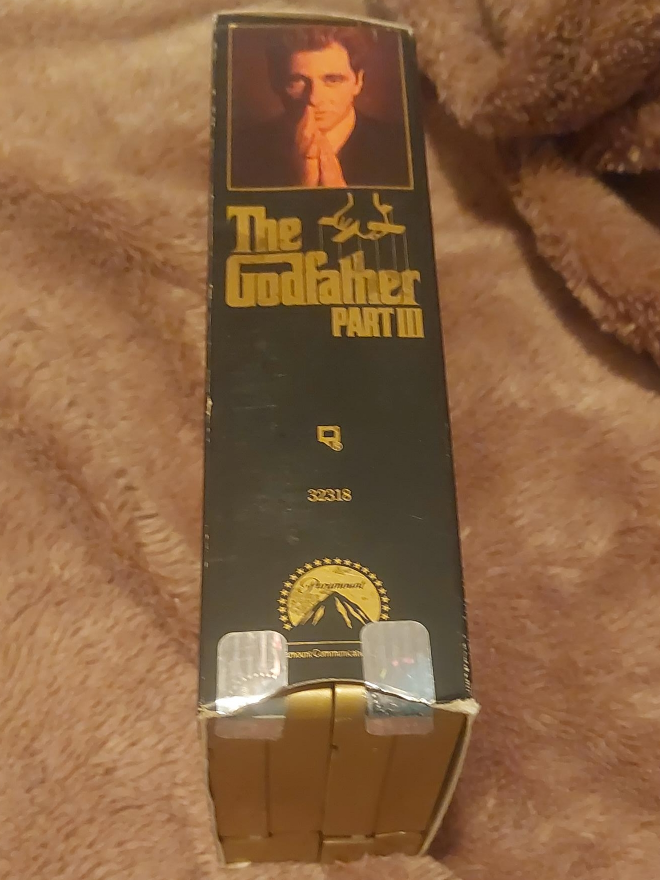 The
Godfather
PART III
32318
Paramount